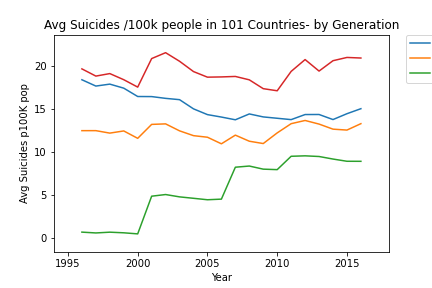 Avg Suicides /100k people in 101 Countries- by Generation
Avg Suicides p100K pop
20
15
10
5
0
1995 2000 2005 2010 2015
Year